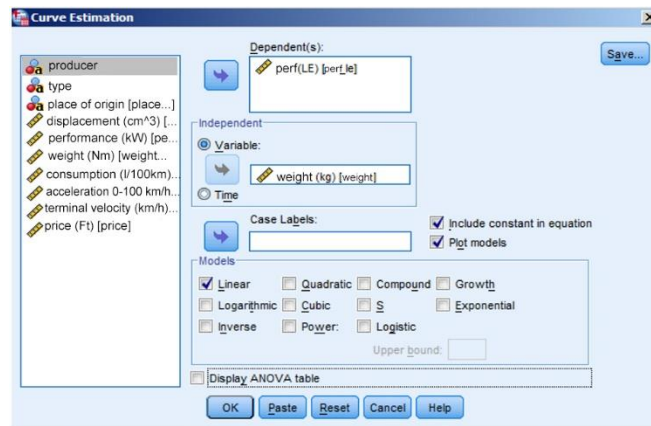 Curve Estimation
producer
type
place of origin [place...]
displacement (cm^3) [...
performance (kW) [pe...
weight (Nm) [weight...
consumption (l/100km)...
acceleration 0-100 km/h...
terminal velocity (km/h)...
price (Ft) [price]
Dependent(s):
perf(LE) [perf_le]
Save...
Independent
Variable:
weight (kg) [weight]
Time
Case Labels:
Include constant in equation
Plot models
Models
Linear Quadratic Compound Growth
Logarithmic Cubic S Exponential
Inverse Power: Logistic
Upper bound:
Display ANOVA table
OK Paste Reset Cancel Help